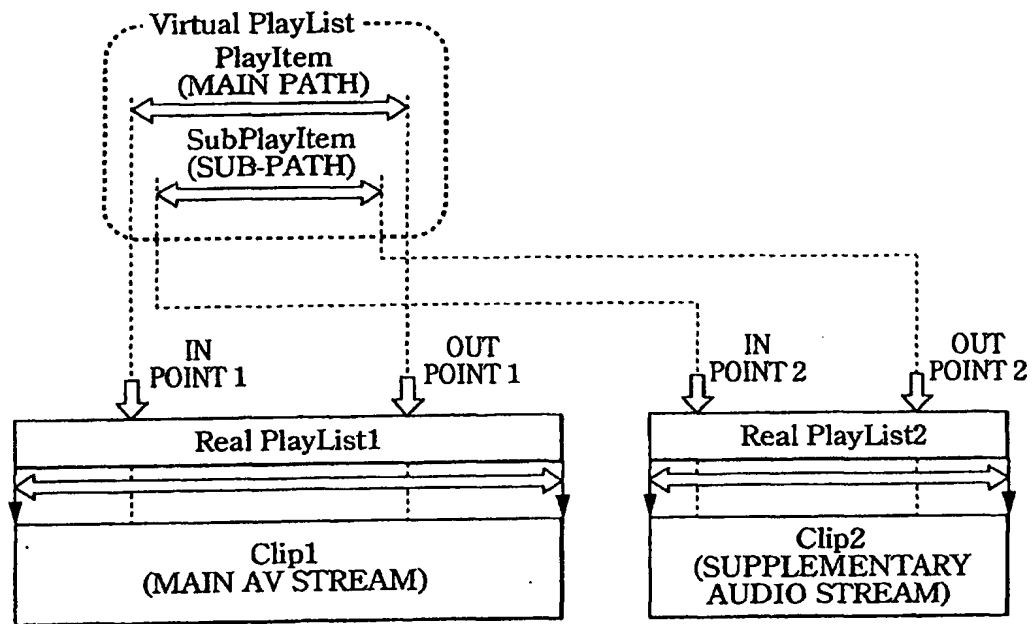 Virtual PlayList
PlayItem
(MAIN PATH)
SubPlayItem
(SUB-PATH)
IN
POINT 1
OUT
POINT 1
IN
POINT 2
OUT
POINT 2
Real PlayList1
Real PlayList2
Clip1
(MAIN AV STREAM)
Clip2
(SUPPLEMENTARY
AUDIO STREAM)